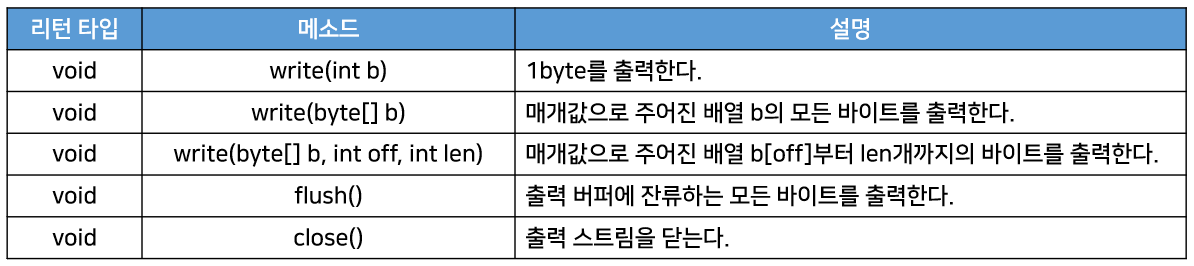 리턴 타입 메소드 설명
void write(int b) 1byte를 출력한다.
void write(byte[] b) 매개값으로 주어진 배열 b의 모든 바이트를 출력한다.
void write(byte[] b, int off, int len) 매개값으로 주어진 배열 b[off]부터 len개까지의 바이트를 출력한다.
void flush() 출력 버퍼에 잔류하는 모든 바이트를 출력한다.
void close() 출력 스트림을 닫는다.